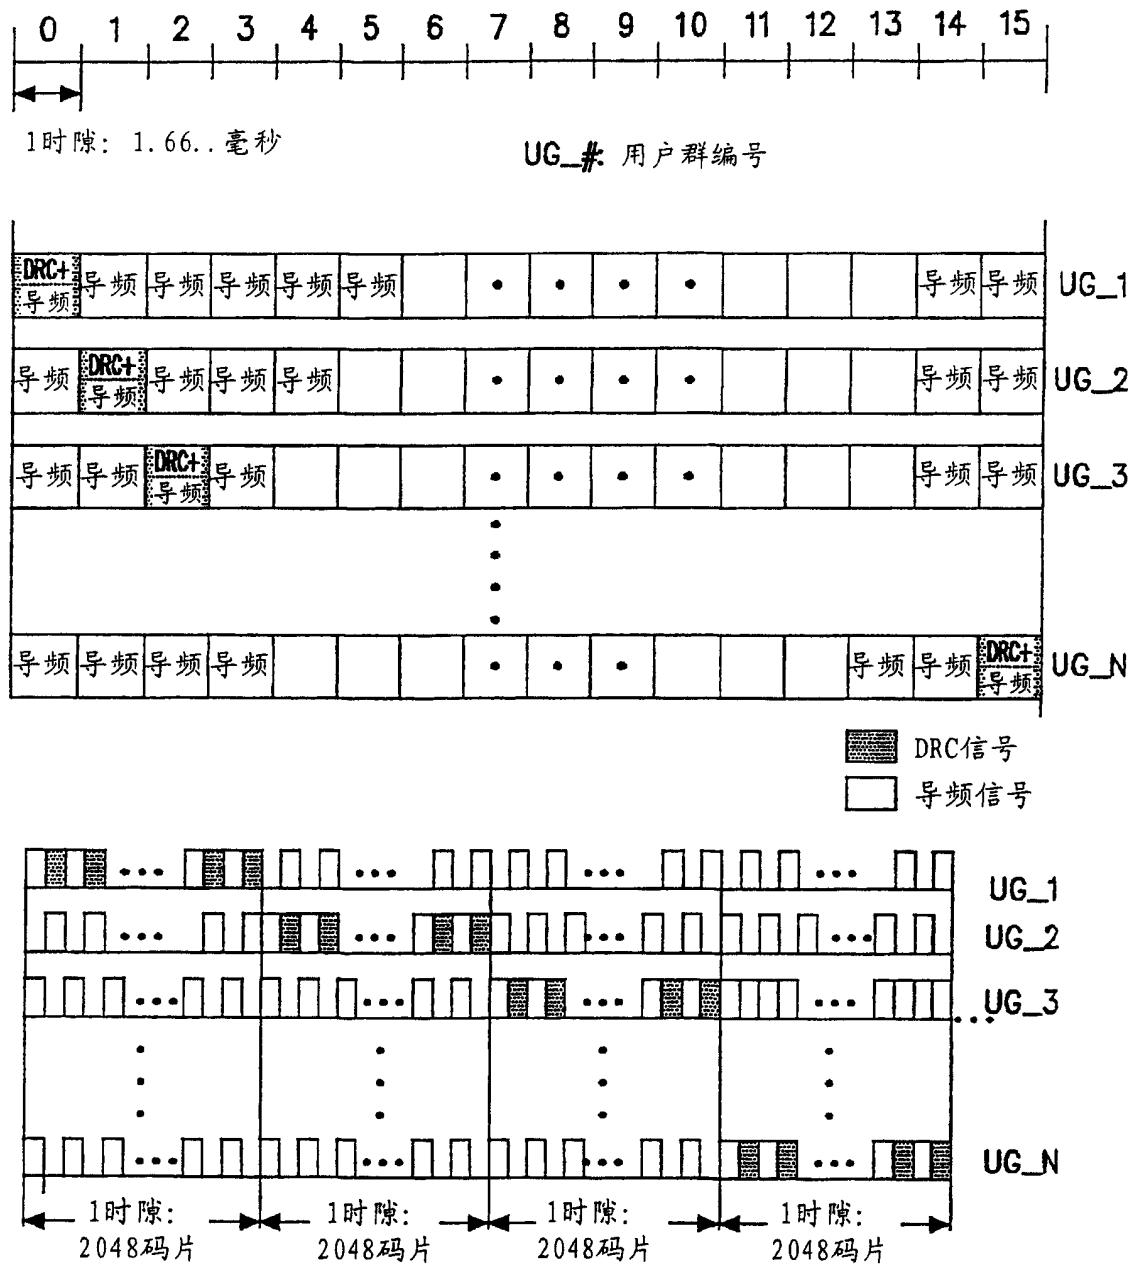 0 1 2 3 4 5 6 7 8 9 10 11 12 13 14 15
1时隙: 1.66..毫秒
UG_#: 用户群编号
DRC+ 导频 导频 导频 导频 导频 导频 导频 导频 UG_1
导频 DRC+ 导频 导频 导频 导频 导频 导频 UG_2
导频 导频 DRC+ 导频 导频 导频 导频 UG_3
导频 导频 导频 导频 导频 导频 DRC+ 导频 UG_N
DRC信号
导频信号
UG_1
UG_2
UG_3
UG_N
1时隙: 1时隙: 1时隙: 1时隙:
2048码片 2048码片 2048码片 2048码片